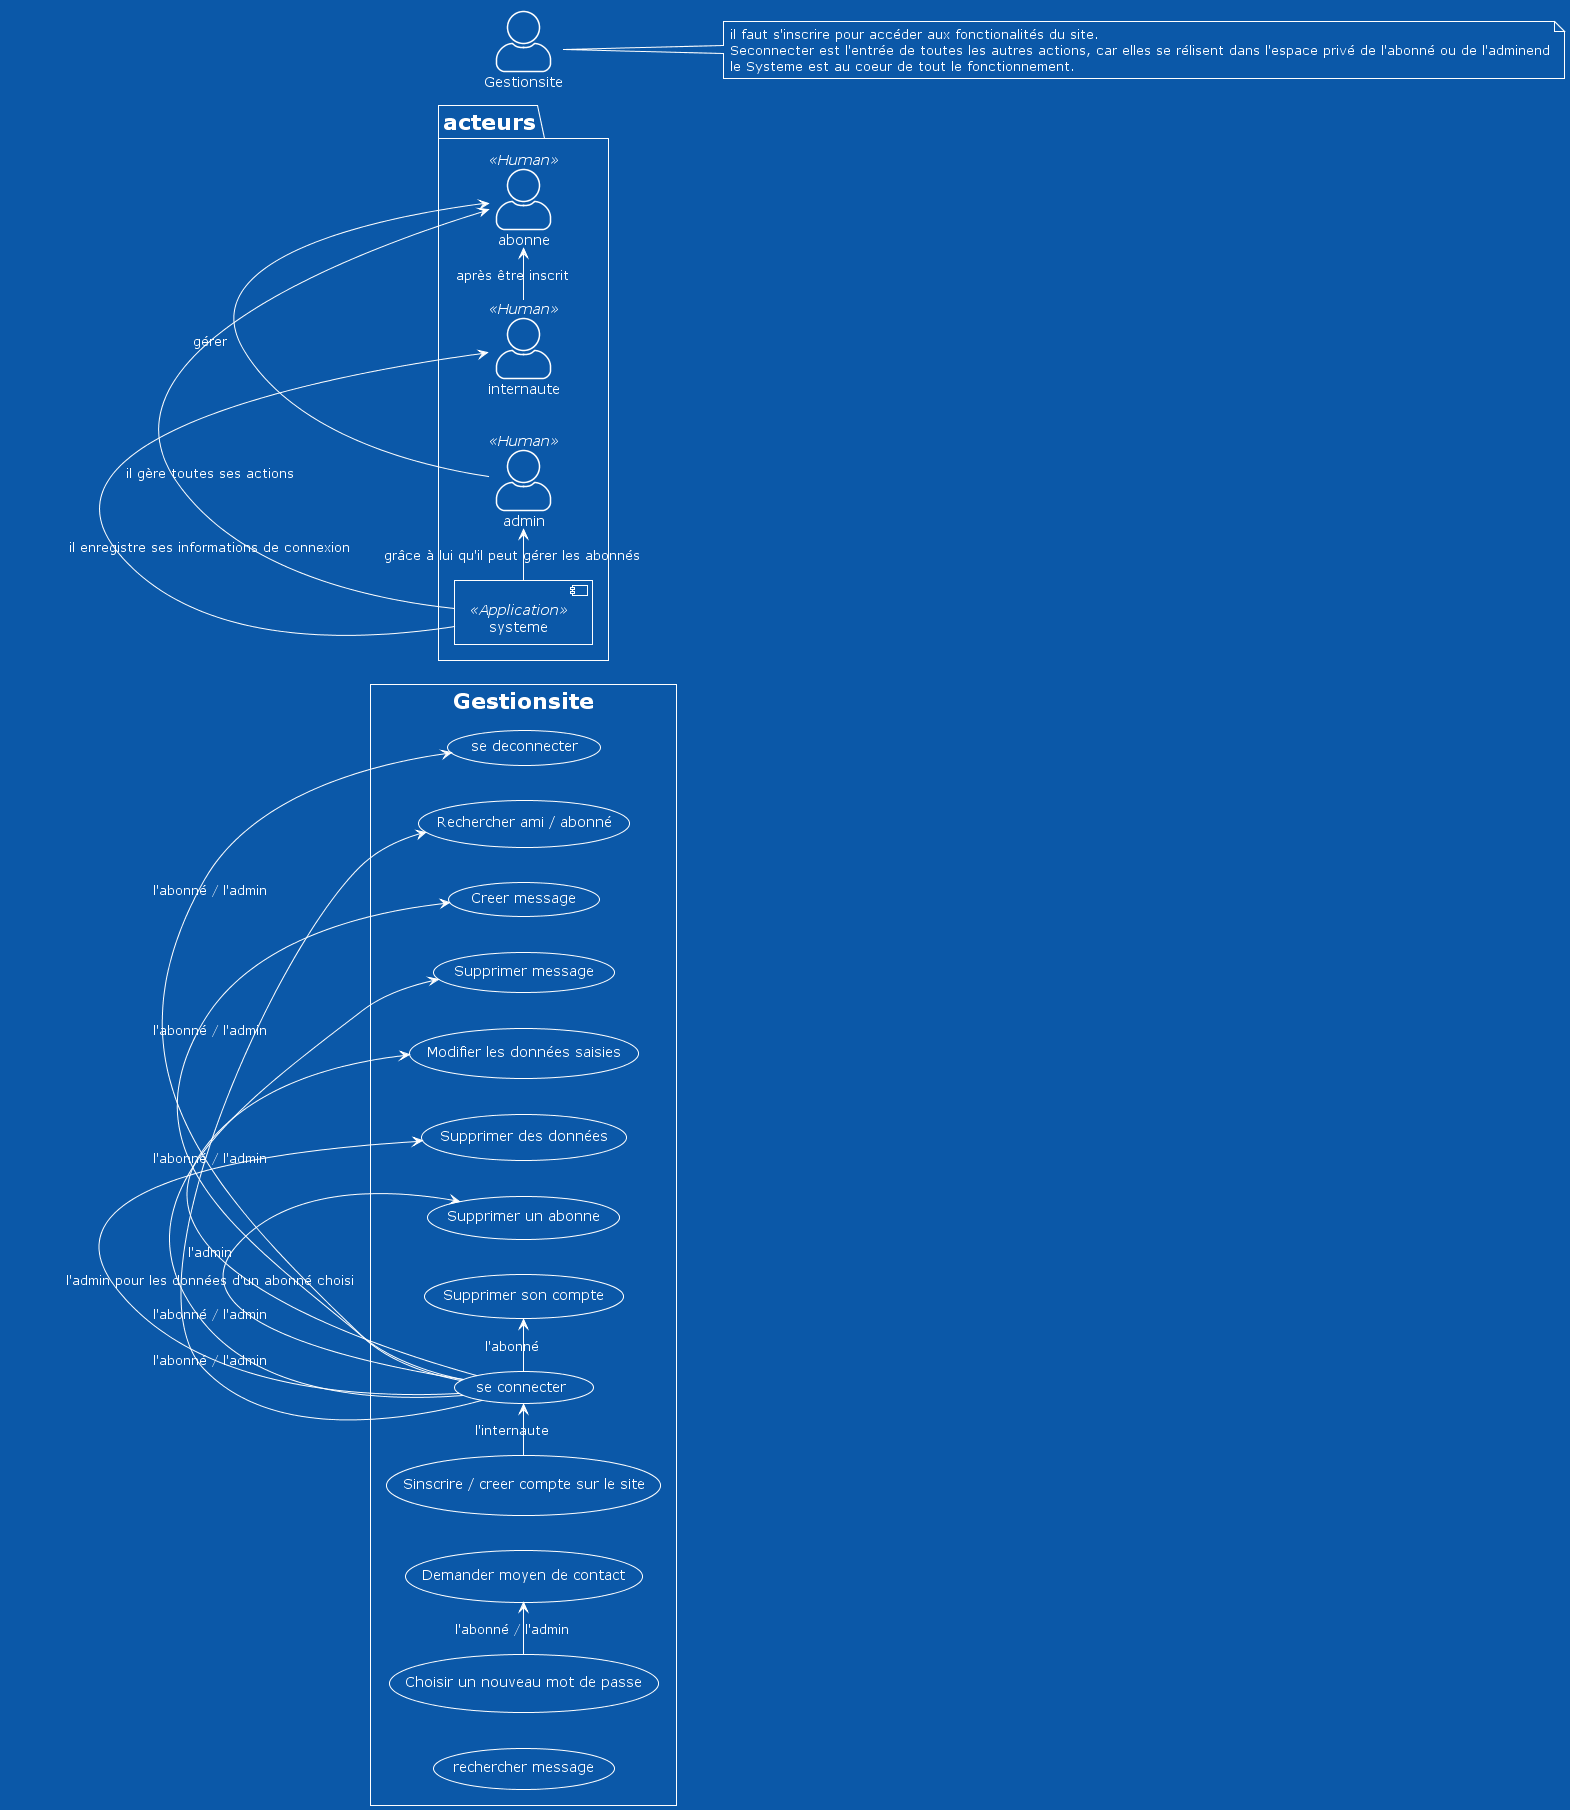 Gestionsite
il faut s'inscrire pour accéder aux fonctionalités du site.
Seconnecter est l'entrée de toutes les autres actions, car elles se rélisent dans l'espace privé de l'abonné ou de l'adminend
le Systeme est au coeur de tout le fonctionnement.
acteurs
«Human»
abonne
après être inscrit
«Human»
gérer
internaute
«Human»
il gère toutes ses actions
admin
il enregistre ses informations de connexion
grâce à lui qu'il peut gérer les abonnés
«Application»
systeme
Gestionsite
se deconnecter
Rechercher ami / abonné
l'abonné / l'admin
Creer message
Supprimer message
l'abonné / l'admin
Modifier les données saisies
Supprimer des données
l'abonné / l'admin
Supprimer un abonne
l'admin
l'admin pour les données d'un abonné choisi
Supprimer son compte
l'abonné / l'admin
l'abonné
l'abonné / l'admin
se connecter
l'internaute
Sinscrire / creer compte sur le site
Demander moyen de contact
l'abonné / l'admin
Choisir un nouveau mot de passe
rechercher message